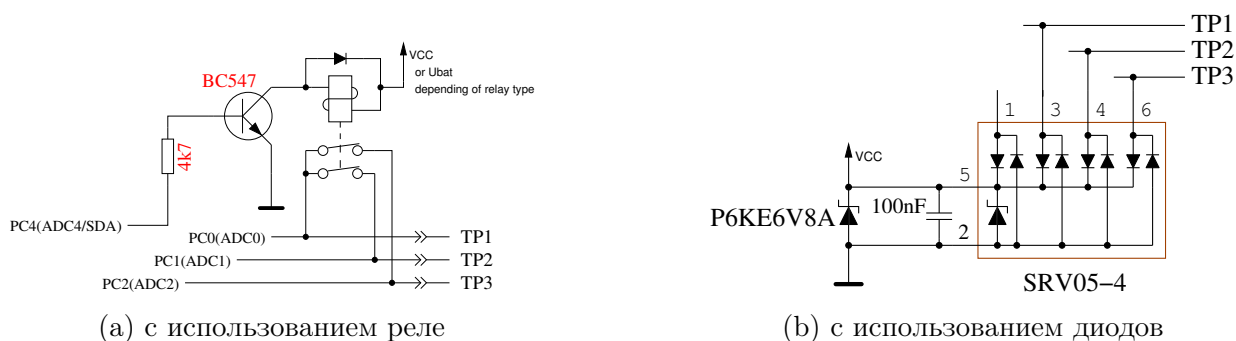 BC547
VCC
or Ubat
depending of relay type
4k7
PC4(ADC4/SDA)
PC0(ADC0)
TP1
PC1(ADC1)
TP2
PC2(ADC2)
TP3
(a) с использованием реле
TP1
TP2
TP3
1 3 4 6
VCC
5
P6KE6V8A
100nF
2
SRV05−4
(b) с использованием диодов